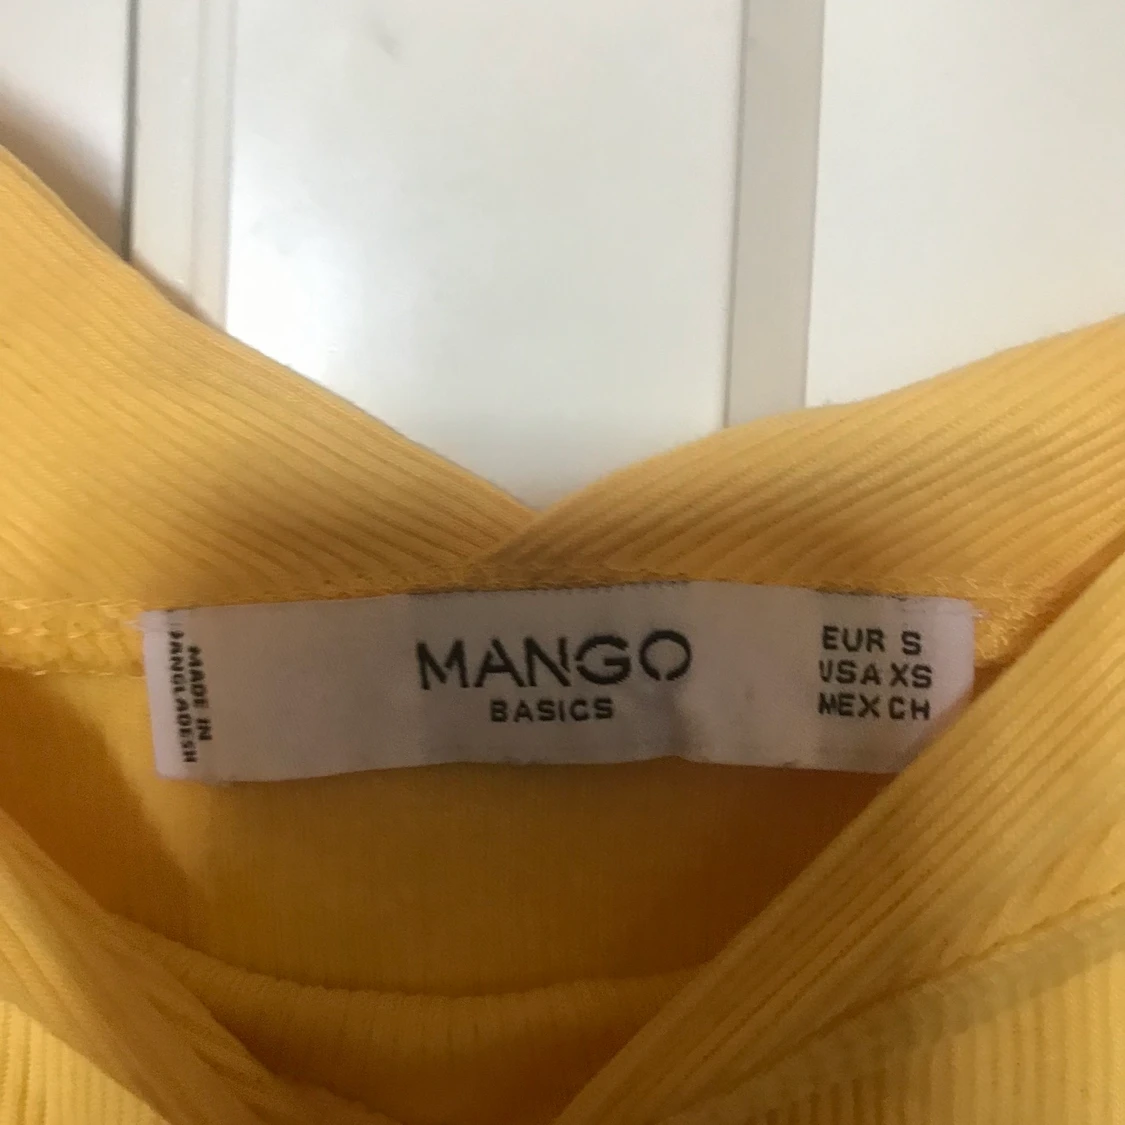 MADE IN
BANGLADESH
MANGO
BASICS
EUR S
USA XS
MEX CH